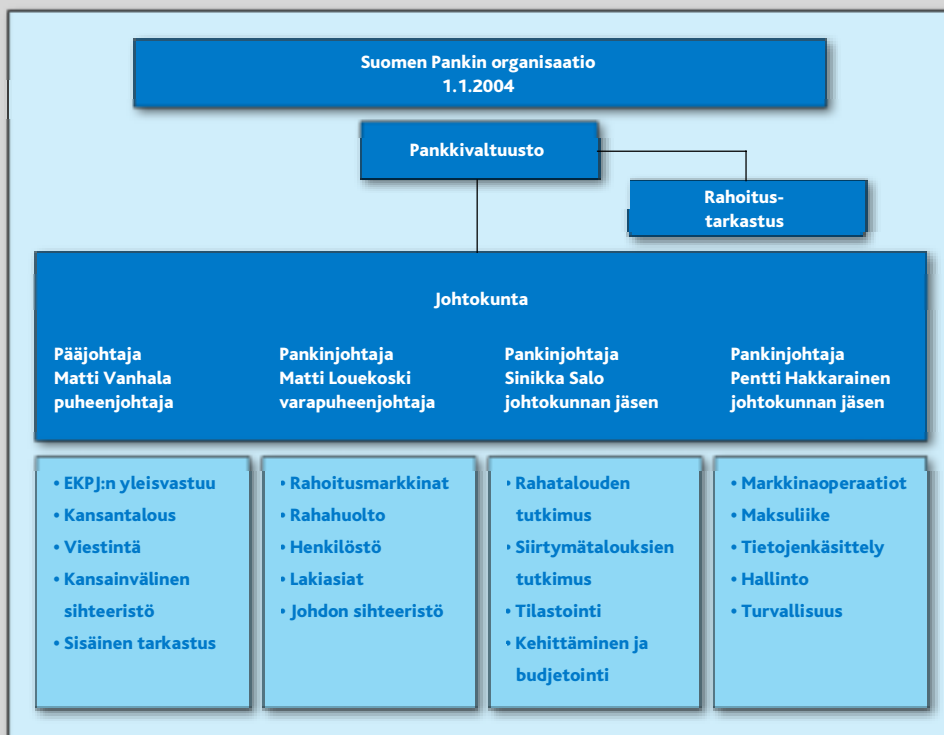 Suomen Pankin organisaatio
1.1.2004
Pankkivaltuusto
Rahoitus-
tarkastus
Johtokunta
Pääjohtaja
Matti Vanhala
puheenjohtaja
Pankinjohtaja
Matti Louekoski
varapuheenjohtaja
Pankinjohtaja
Sinikka Salo
johtokunnan jäsen
Pankinjohtaja
Pentti Hakkarainen
johtokunnan jäsen
• EKPJ:n yleisvastuu
• Kansantalous
• Viestintä
• Kansainvälinen
sihteeristö
• Sisäinen tarkastus
• Rahoitusmarkkinat
• Rahahuolto
• Henkilöstö
• Lakiasiat
• Johdon sihteeristö
• Rahatalouden
tutkimus
• Siirtymätalouksien
tutkimus
• Tilastointi
• Kehittäminen ja
budjetointi
• Markkinaoperaatiot
• Maksuliike
• Tietojenkäsittely
• Hallinto
• Turvallisuus